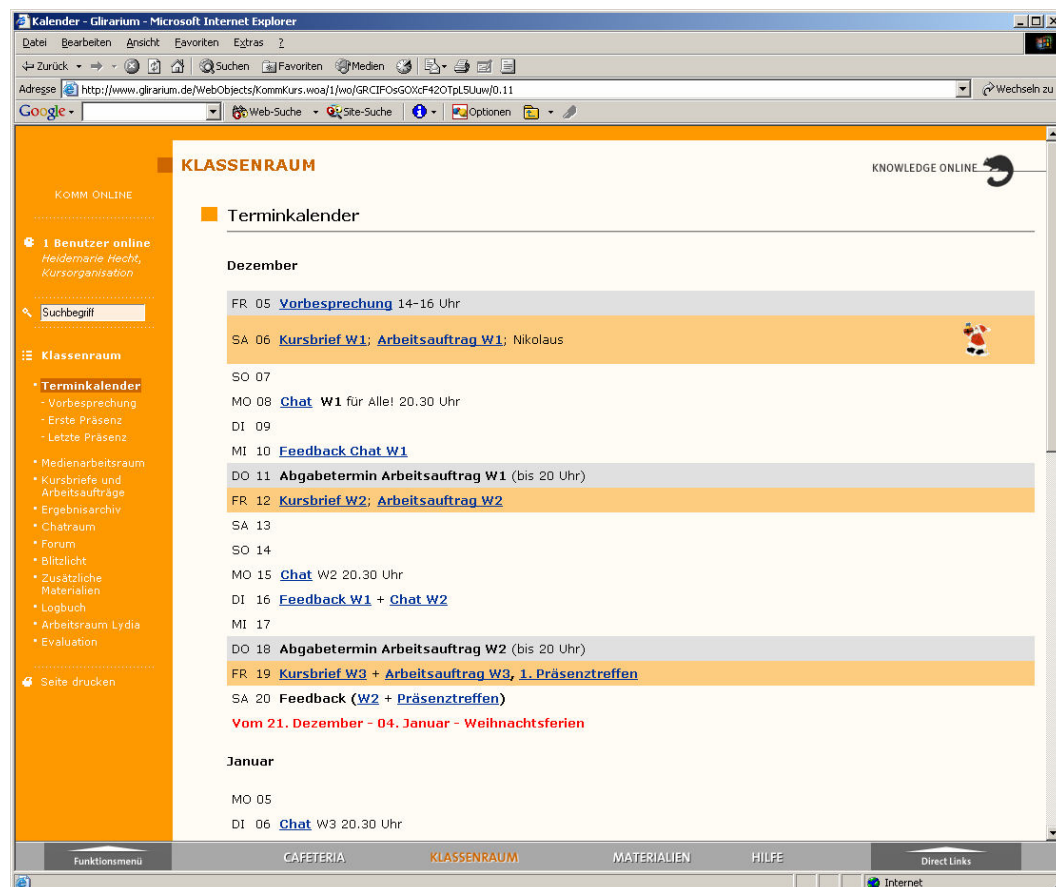 Kalender - Glirarium - Microsoft Internet Explorer
Datei Bearbeiten Ansicht Favoriten Extras ?
Zurück Suchen Favoriten Medien
Adresse http://www.glirarium.de/WebObjects/KommKurs.woa/1/wo/GRCIFOsGOXcF42OTpL5Uuw/0.11 Wechseln zu
Google Web-Suche Site-Suche Optionen
KLASSENRAUM
KNOWLEDGE ONLINE
KOMM ONLINE
1 Benutzer online
Heidemarie Hecht,
Kursorganisation
Suchbegriff
Klassenraum
• Terminkalender
- Vorbesprechung
- Erste Präsenz
- Letzte Präsenz
• Medienarbeitsraum
• Kursbriefe und
Arbeitsaufträge
• Ergebnisarchiv
• Chatraum
• Forum
• Blitzlicht
• Zusätzliche
Materialien
• Logbuch
• Arbeitsraum Lydia
• Evaluation
Seite drucken
Terminkalender
Dezember
FR 05 Vorbesprechung 14-16 Uhr
SA 06 Kursbrief W1; Arbeitsauftrag W1; Nikolaus
SO 07
MO 08 Chat W1 für Alle! 20.30 Uhr
DI 09
MI 10 Feedback Chat W1
DO 11 Abgabetermin Arbeitsauftrag W1 (bis 20 Uhr)
FR 12 Kursbrief W2; Arbeitsauftrag W2
SA 13
SO 14
MO 15 Chat W2 20.30 Uhr
DI 16 Feedback W1 + Chat W2
MI 17
DO 18 Abgabetermin Arbeitsauftrag W2 (bis 20 Uhr)
FR 19 Kursbrief W3 + Arbeitsauftrag W3, 1. Präsenztreffen
SA 20 Feedback (W2 + Präsenztreffen)
Vom 21. Dezember - 04. Januar - Weihnachtsferien
Januar
MO 05
DI 06 Chat W3 20.30 Uhr
Funktionsmenü CAFETERIA KLASSENRAUM MATERIALIEN HILFE Direct Links
Internet